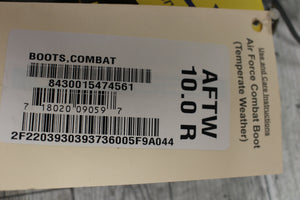 BOOTS.COMBAT
8430015474561
7 18020 09059 7
2F2203930393736005F9A044
AFTW
10.0 R
Use and Care Instructions
Air Force Combat Boot
(Temperate Weather)